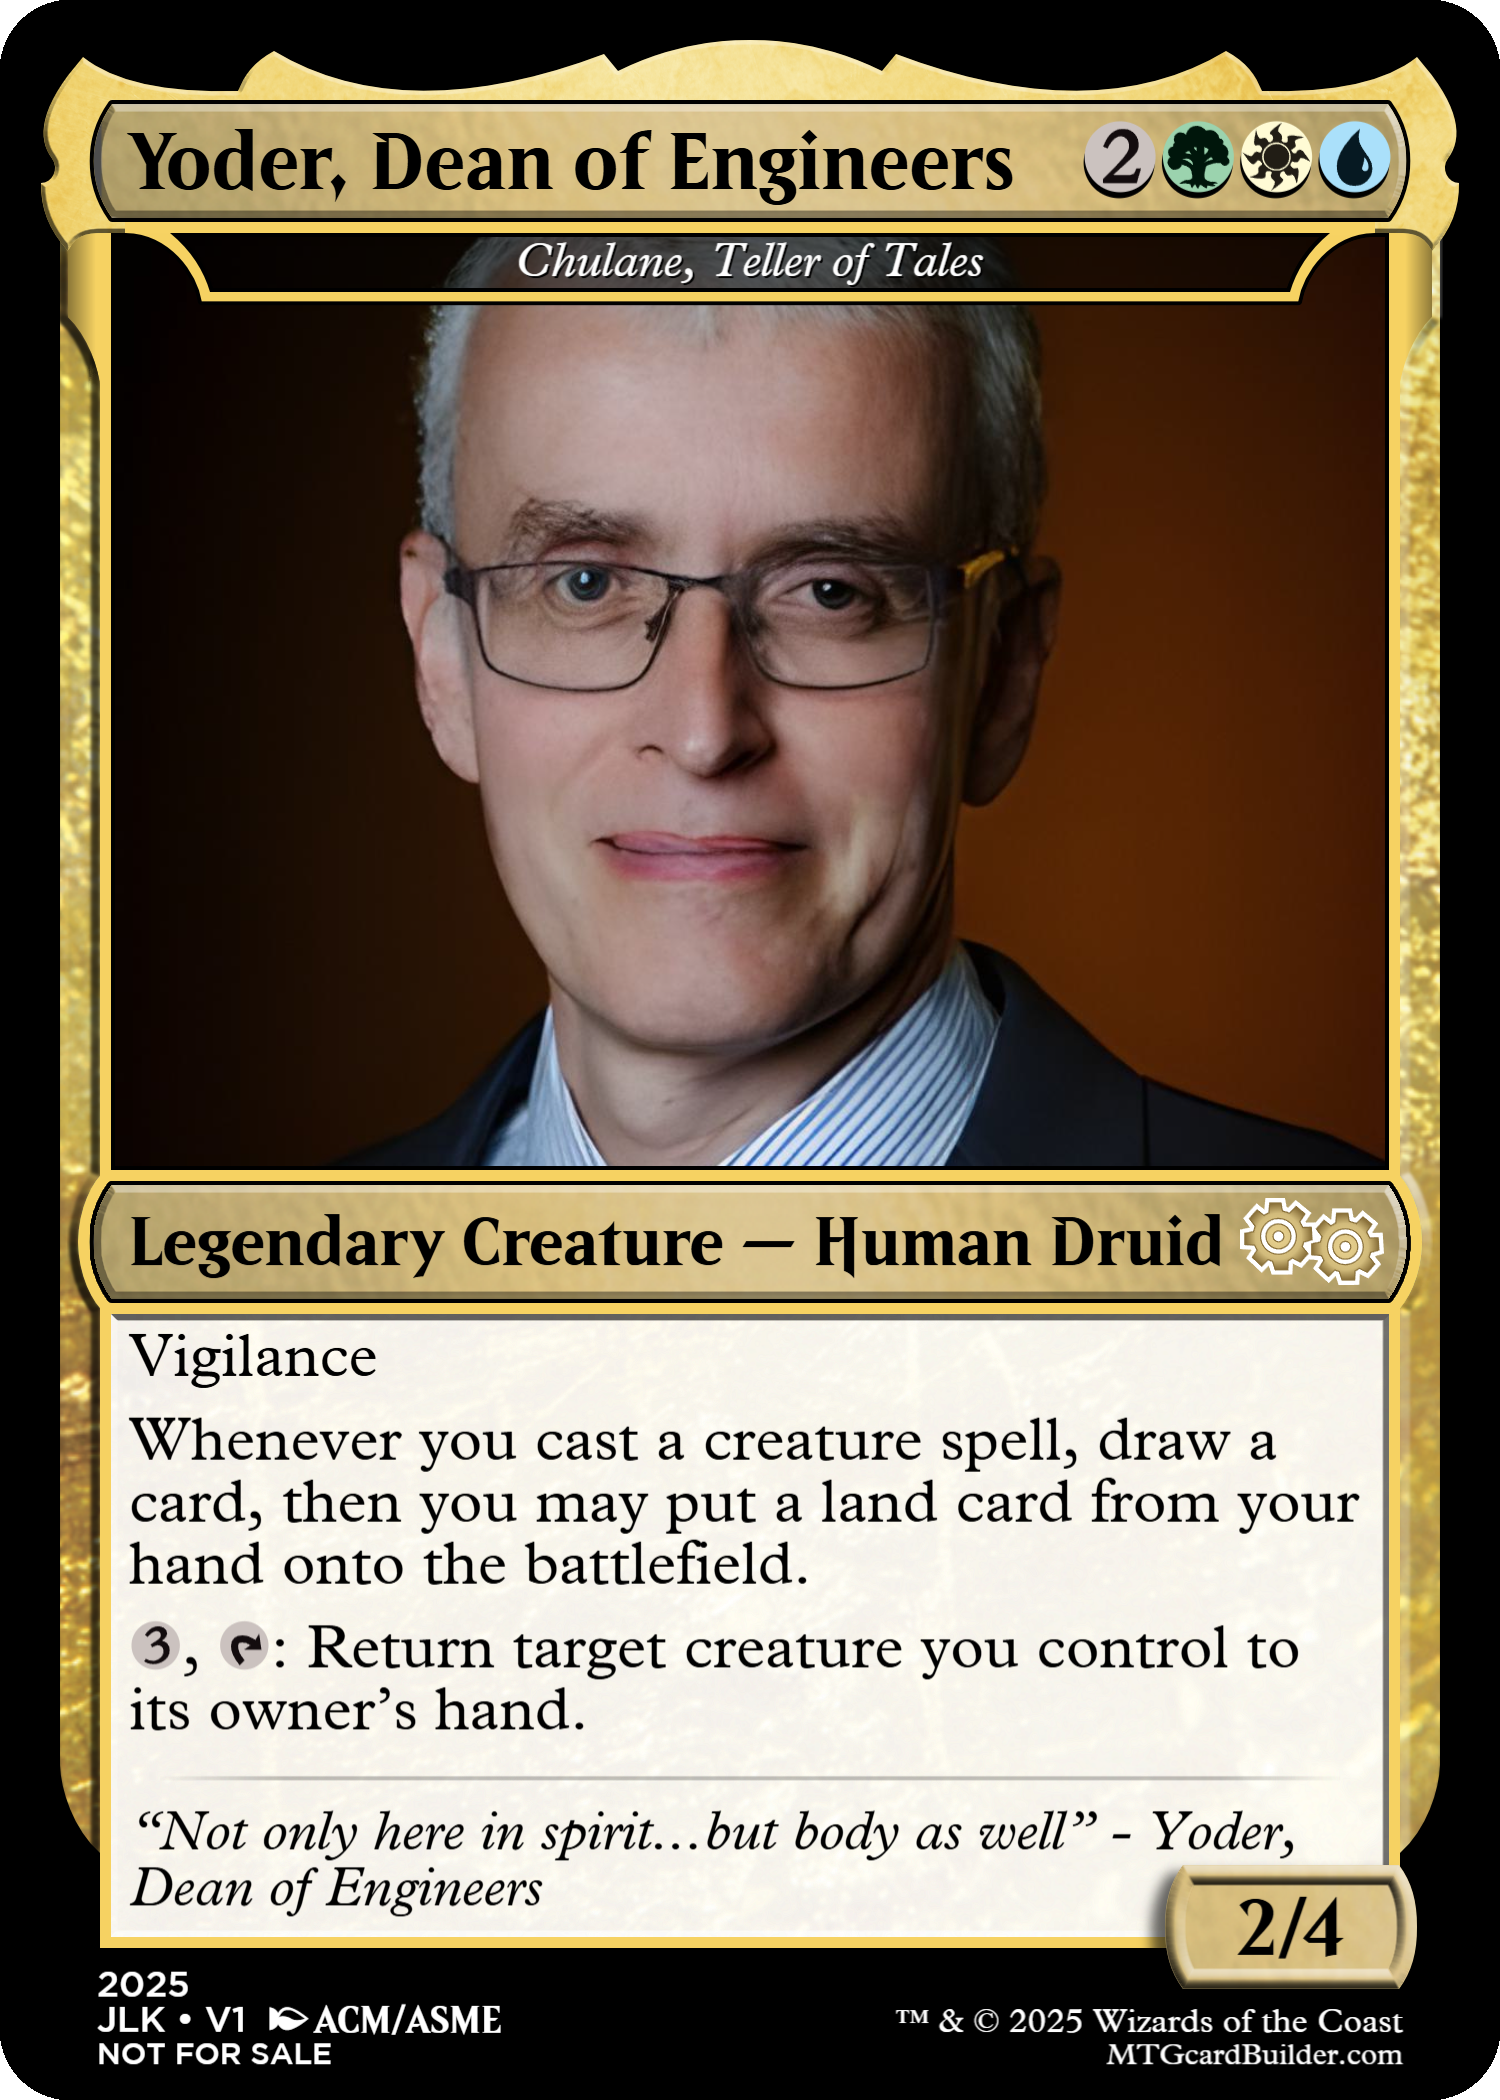 Yoder, Dean of Engineers 2
Chulane, Teller of Tales
Legendary Creature — Human Druid
Vigilance
Whenever you cast a creature spell, draw a
card, then you may put a land card from your
hand onto the battlefield.
3, : Return target creature you control to
its owner’s hand.
“Not only here in spirit...but body as well” - Yoder,
Dean of Engineers
2/4
2025
JLK • V1 ACM/ASME
NOT FOR SALE
™ & © 2025 Wizards of the Coast
MTGcardBuilder.com